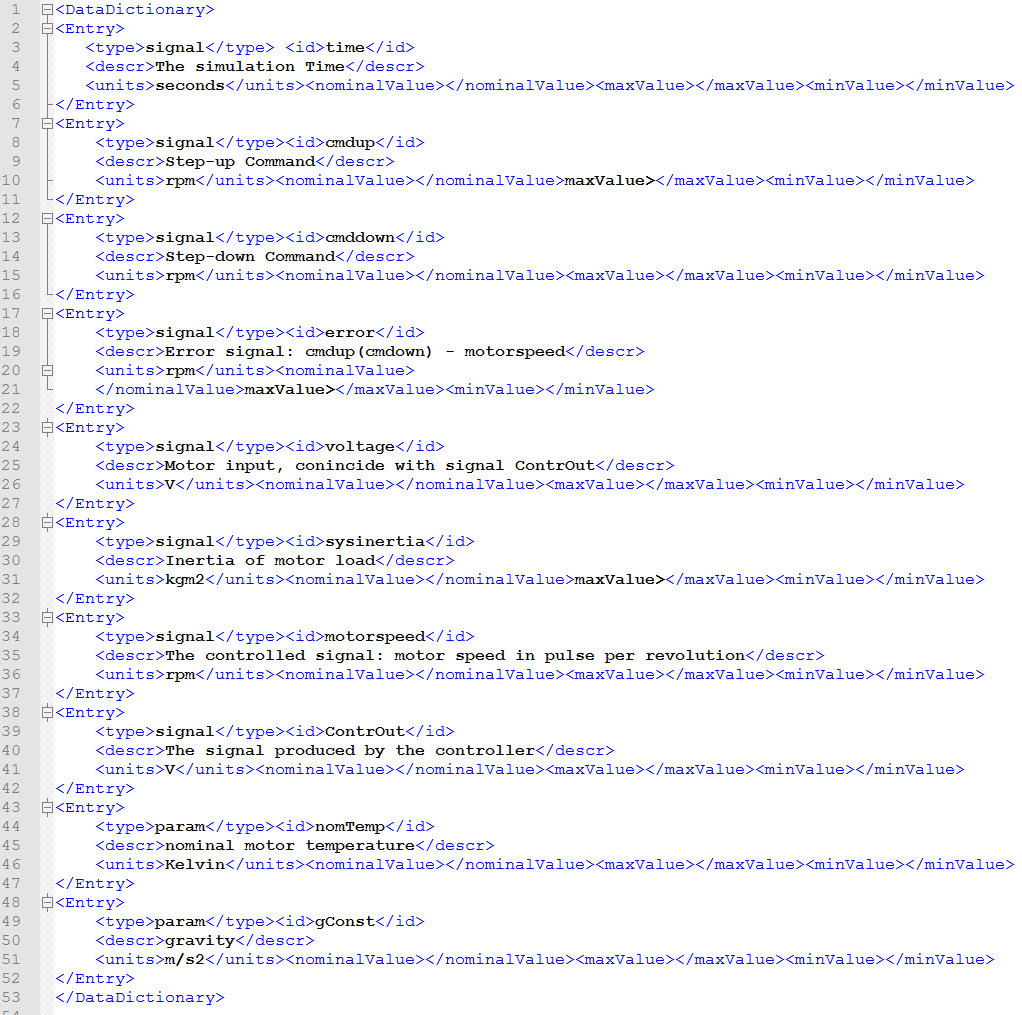 1 <DataDictionary>
2 <Entry>
3 <type>signal</type> <id>time</id>
4 <descr>The simulation Time</descr>
5 <units>seconds</units><nominalValue></nominalValue><maxValue></maxValue><minValue></minValue>
6 </Entry>
7 <Entry>
8 <type>signal</type><id>cmdup</id>
9 <descr>Step-up Command</descr>
10 <units>rpm</units><nominalValue></nominalValue>maxValue></maxValue><minValue></minValue>
11 </Entry>
12 <Entry>
13 <type>signal</type><id>cmddown</id>
14 <descr>Step-down Command</descr>
15 <units>rpm</units><nominalValue></nominalValue><maxValue></maxValue><minValue></minValue>
16 </Entry>
17 <Entry>
18 <type>signal</type><id>error</id>
19 <descr>Error signal: cmdup(cmdown) - motorspeed</descr>
20 <units>rpm</units><nominalValue>
21 </nominalValue>maxValue></maxValue><minValue></minValue>
22 </Entry>
23 <Entry>
24 <type>signal</type><id>voltage</id>
25 <descr>Motor input, conincide with signal ContrOut</descr>
26 <units>V</units><nominalValue></nominalValue><maxValue></maxValue><minValue></minValue>
27 </Entry>
28 <Entry>
29 <type>signal</type><id>sysinertia</id>
30 <descr>Inertia of motor load</descr>
31 <units>kgm2</units><nominalValue></nominalValue>maxValue></maxValue><minValue></minValue>
32 </Entry>
33 <Entry>
34 <type>signal</type><id>motorspeed</id>
35 <descr>The controlled signal: motor speed in pulse per revolution</descr>
36 <units>rpm</units><nominalValue></nominalValue><maxValue></maxValue><minValue></minValue>
37 </Entry>
38 <Entry>
39 <type>signal</type><id>ContrOut</id>
40 <descr>The signal produced by the controller</descr>
41 <units>V</units><nominalValue></nominalValue><maxValue></maxValue><minValue></minValue>
42 </Entry>
43 <Entry>
44 <type>param</type><id>nomTemp</id>
45 <descr>nominal motor temperature</descr>
46 <units>Kelvin</units><nominalValue></nominalValue><maxValue></maxValue><minValue></minValue>
47 </Entry>
48 <Entry>
49 <type>param</type><id>gConst</id>
50 <descr>gravity</descr>
51 <units>m/s2</units><nominalValue></nominalValue><maxValue></maxValue><minValue></minValue>
52 </Entry>
53 </DataDictionary>